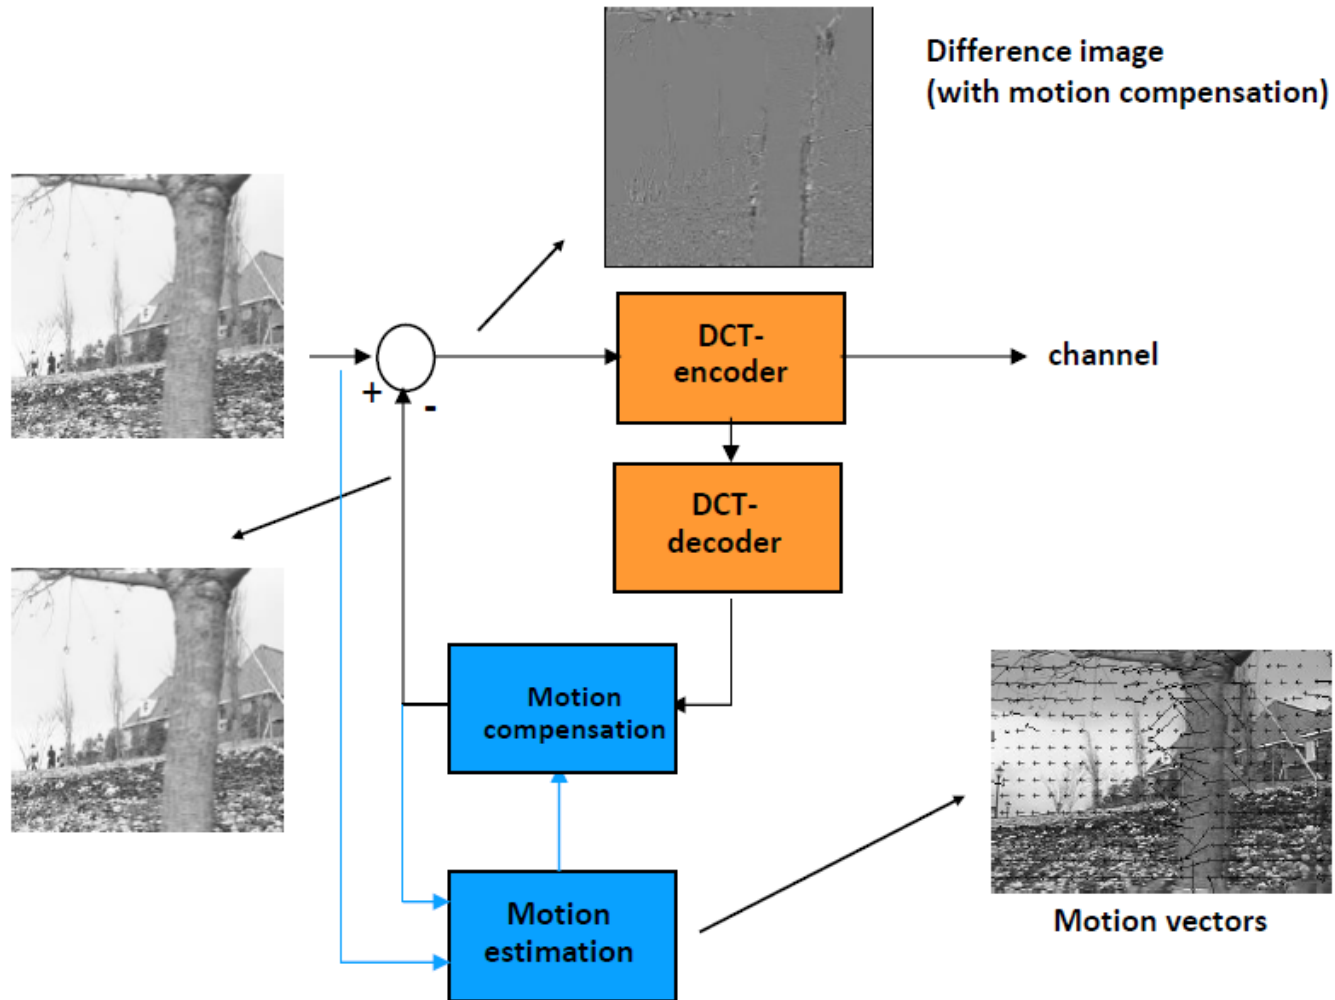 Difference image
(with motion compensation)
DCT-
encoder
channel
+
-
DCT-
decoder
Motion
compensation
Motion
estimation
Motion vectors